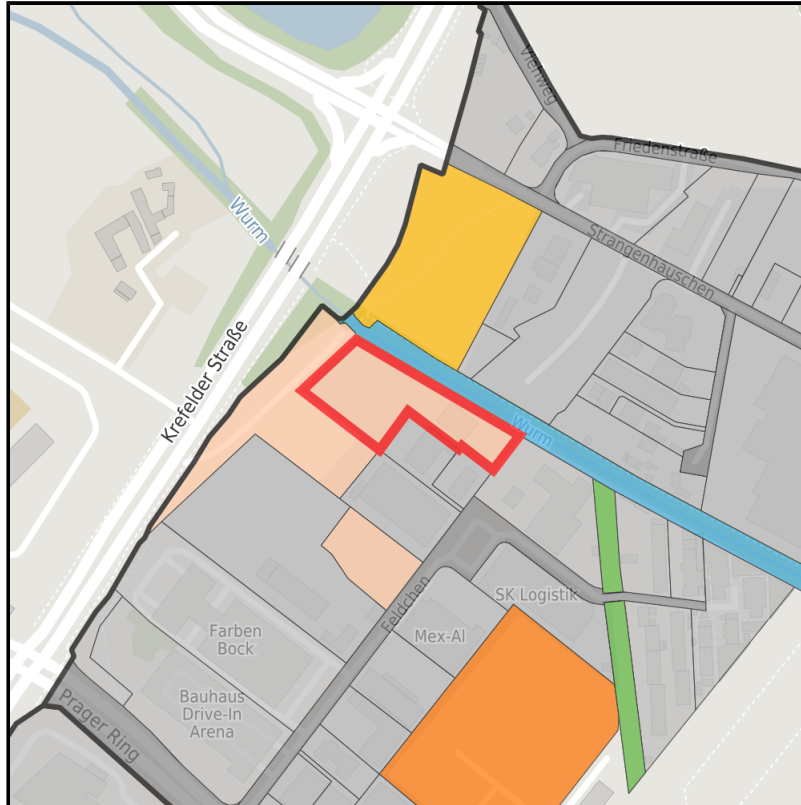 Viehweg
Friedenstraße
Wurm
Strangenhäuschen
Krefelder Straße
Wurm
Feldchen
SK Logistik
Mex-Al
Farben
Bock
Bauhaus
Drive-In
Arena
Prager Ring